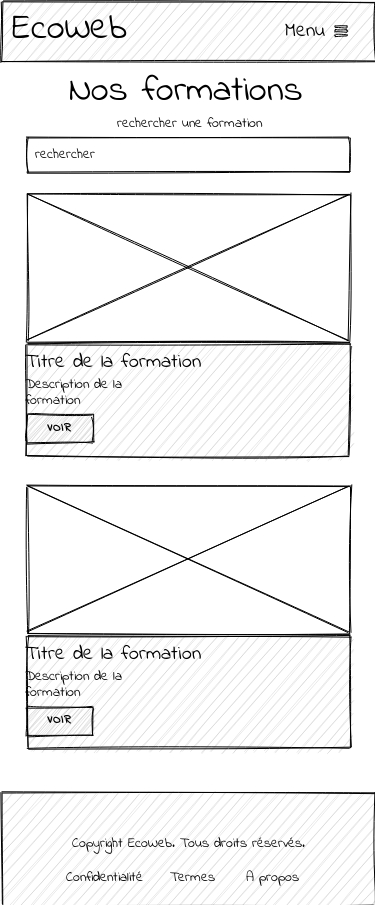 EcoWeb
Menu
Nos formations
rechercher une formation
rechercher
Titre de la formation
Description de la
formation
VOIR
Titre de la formation
Description de la
formation
VOIR
Copyright EcoWeb. Tous droits réservés.
Confidentialité Termes A propos